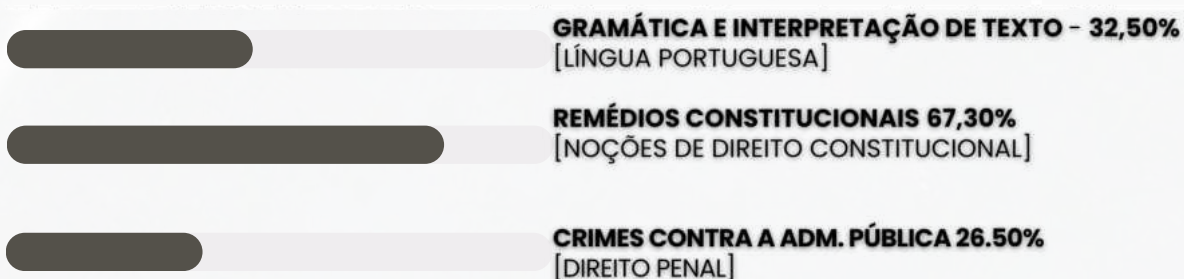 GRAMÁTICA E INTERPRETAÇÃO DE TEXTO - 32,50%
[LÍNGUA PORTUGUESA]
REMÉDIOS CONSTITUCIONAIS 67,30%
[NOÇÕES DE DIREITO CONSTITUCIONAL]
CRIMES CONTRA A ADM. PÚBLICA 26.50%
[DIREITO PENAL]